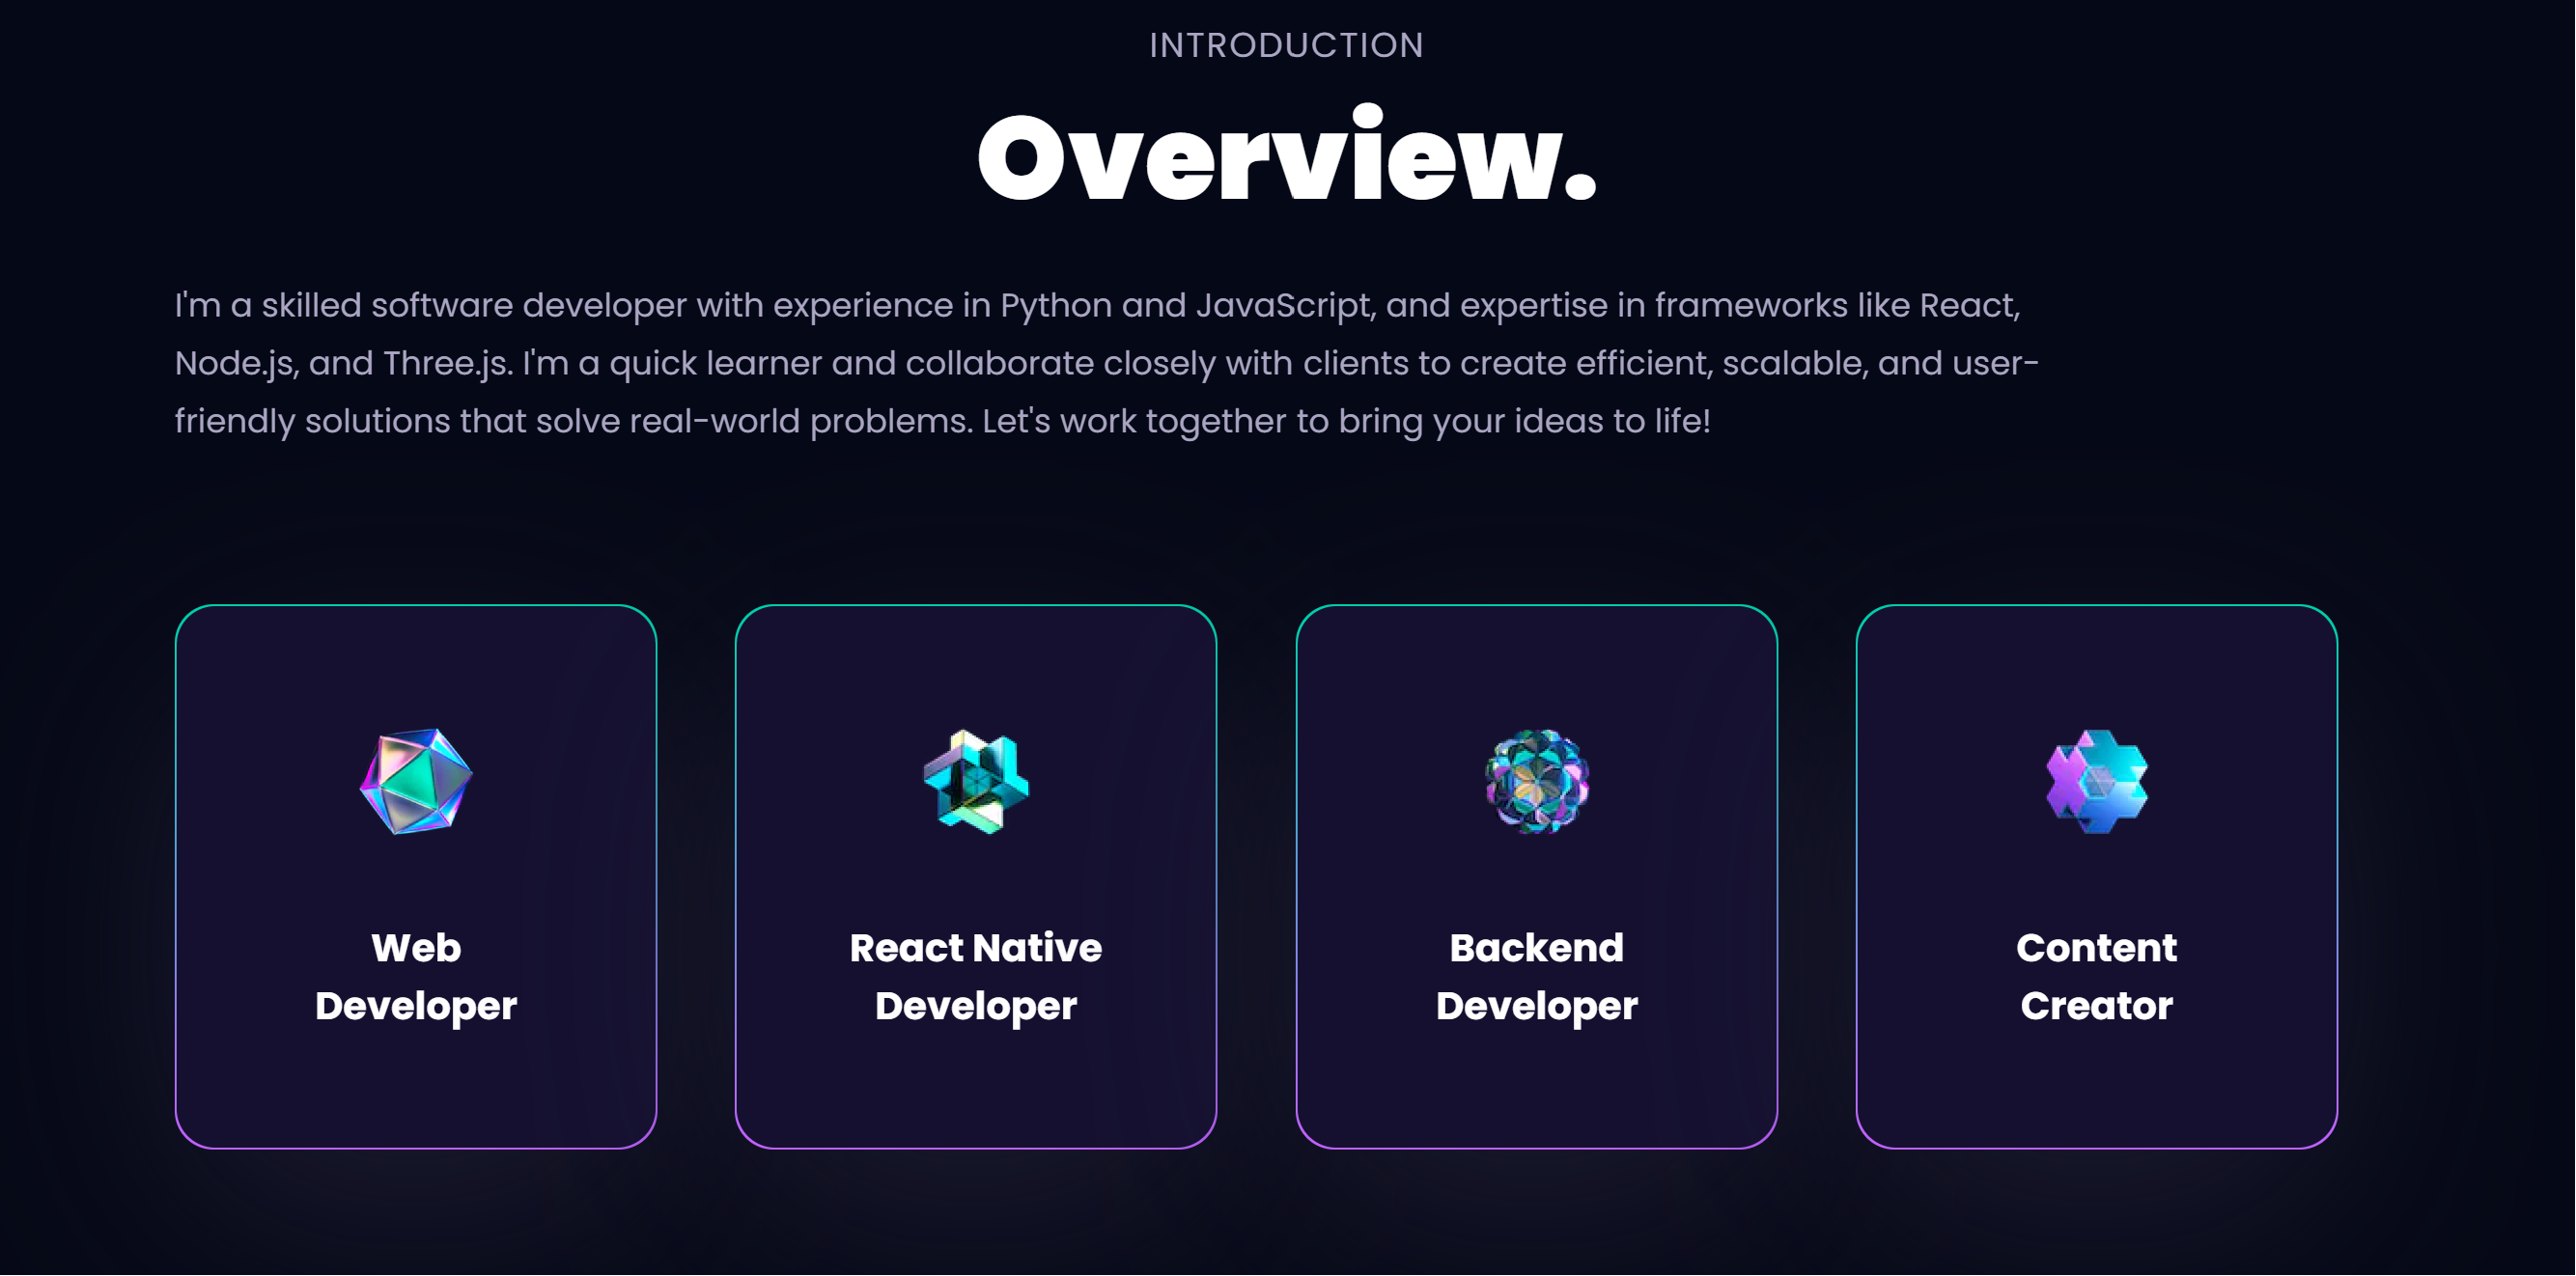 INTRODUCTION
Overview.
I'm a skilled software developer with experience in Python and JavaScript, and expertise in frameworks like React,
Node.js, and Three.js. I'm a quick learner and collaborate closely with clients to create efficient, scalable, and user-
friendly solutions that solve real-world problems. Let's work together to bring your ideas to life!
Web
Developer
React Native
Developer
Backend
Developer
Content
Creator